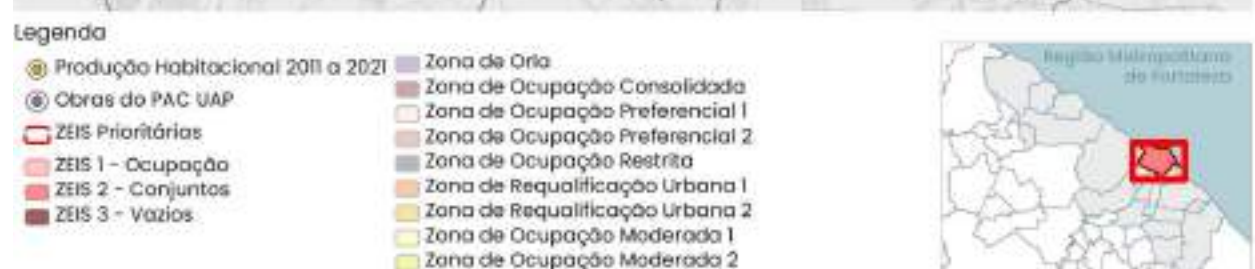 Legenda
Produção Habitacional 2011 a 2021
Obras do PAC UAP
ZEIS Prioritárias
ZEIS 1 - Ocupação
ZEIS 2 - Conjuntos
ZEIS 3 - Vazios
Zona de Orla
Zona de Ocupação Consolidada
Zona de Ocupação Preferencial 1
Zona de Ocupação Preferencial 2
Zona de Ocupação Restrita
Zona de Requalificação Urbana 1
Zona de Requalificação Urbana 2
Zona de Ocupação Moderada 1
Zona de Ocupação Moderada 2
Região Metropolitana
de Fortaleza